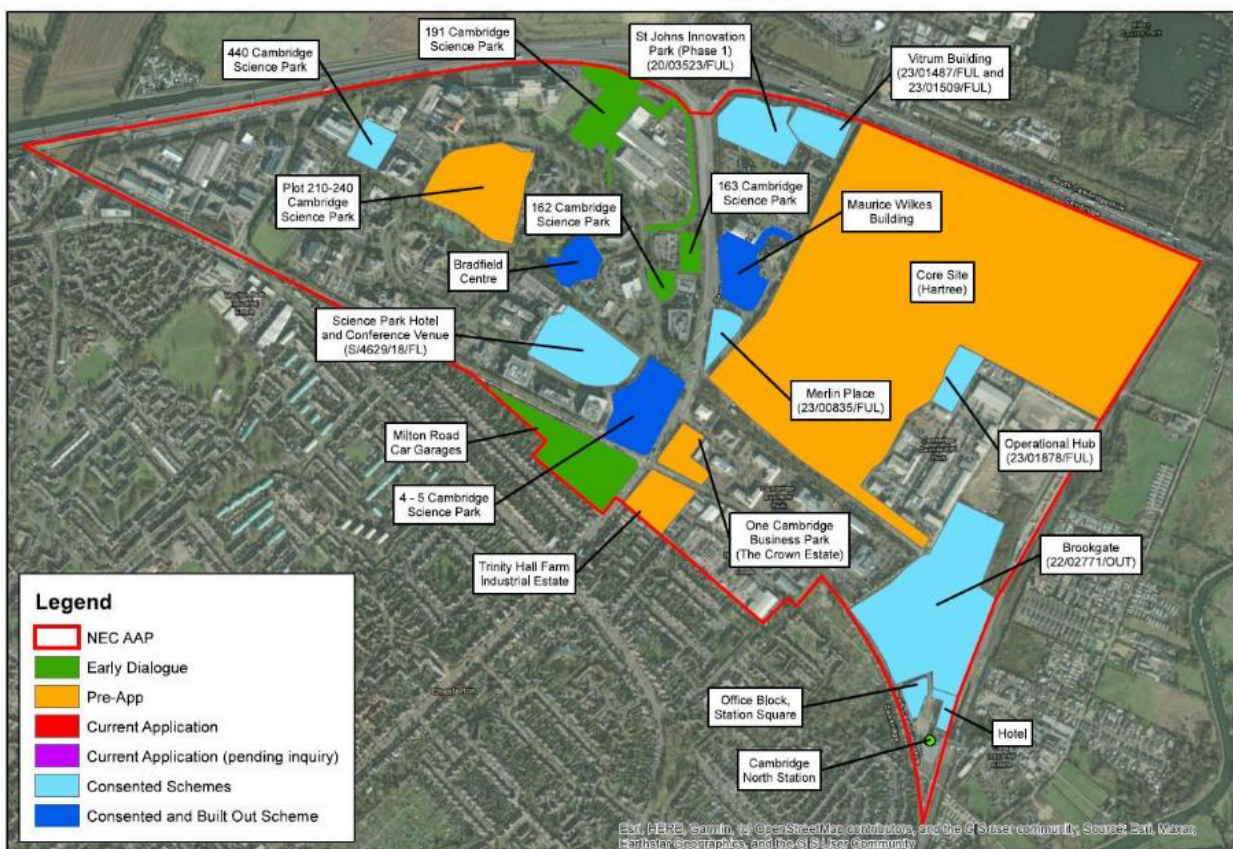 440 Cambridge
Science Park
191 Cambridge
Science Park
St Johns Innovation
Park (Phase 1)
(20/03523/FUL)
Vitrum Building
(23/01487/FUL and
23/01509/FUL)
Plot 210-240
Cambridge
Science Park
162 Cambridge
Science Park
163 Cambridge
Science Park
Maurice Wilkes
Building
Bradfield
Centre
Core Site
(Hartree)
Science Park Hotel
and Conference Venue
(S/4629/18/FL)
Merlin Place
(23/00835/FUL)
Milton Road
Car Garages
Operational Hub
(23/01878/FUL)
4 - 5 Cambridge
Science Park
One Cambridge
Business Park
(The Crown Estate)
Trinity Hall Farm
Industrial Estate
Brookgate
(22/02771/OUT)
Chesterton
Office Block,
Station Square
Hotel
Cambridge
North Station
Legend
NEC AAP
Early Dialogue
Pre-App
Current Application
Current Application (pending inquiry)
Consented Schemes
Consented and Built Out Scheme
Esri, HERE, Garmin, (c) OpenStreetMap contributors, and the GIS user community, Source: Esri, Maxar,
Earthstar Geographics, and the GIS User Community